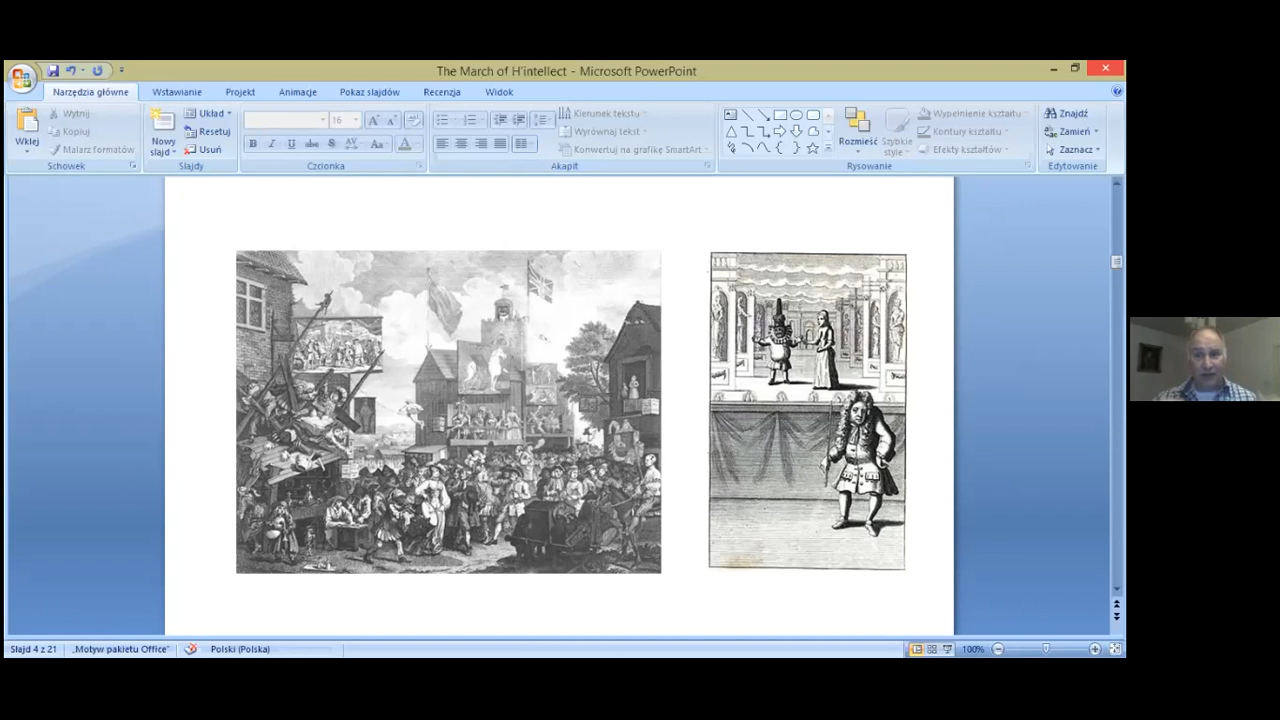 The March of H'intellect - Microsoft PowerPoint
Narzędzia główne Wstawianie Projekt Animacje Pokaz slajdów Recenzja Widok
Wklej
Wytnij
Kopiuj
Malarz formatów
Schowek
Nowy slajd
Układ
Resetuj
Usuń
Slajdy
16
B I U abc S AV Aa A
Czcionka
Kierunek tekstu
Wyrównaj tekst
Konwertuj na grafikę SmartArt
Akapit
Rozmieść
Szybkie style
Wypełnienie kształtu
Kontury kształtu
Efekty kształtów
Rysowanie
Znajdź
Zamień
Zaznacz
Edytowanie
Slajd 4 z 21 „Motyw pakietu Office" Polski (Polska) 100%